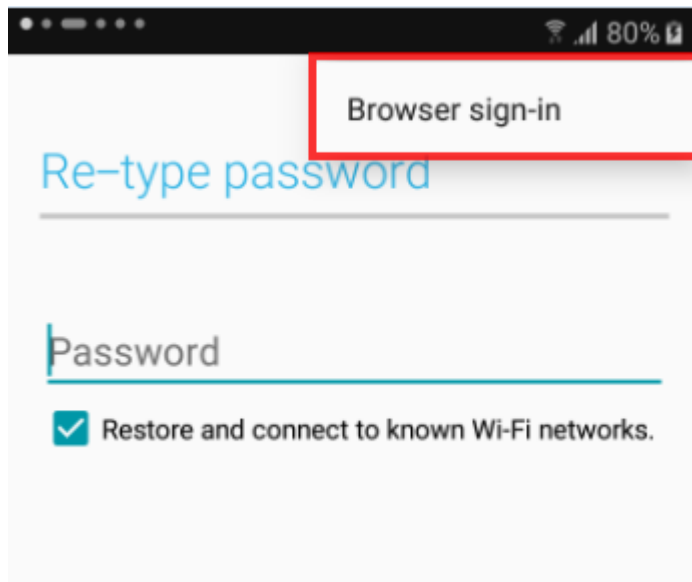 80%
Browser sign-in
Re-type password
Password
Restore and connect to known Wi-Fi networks.